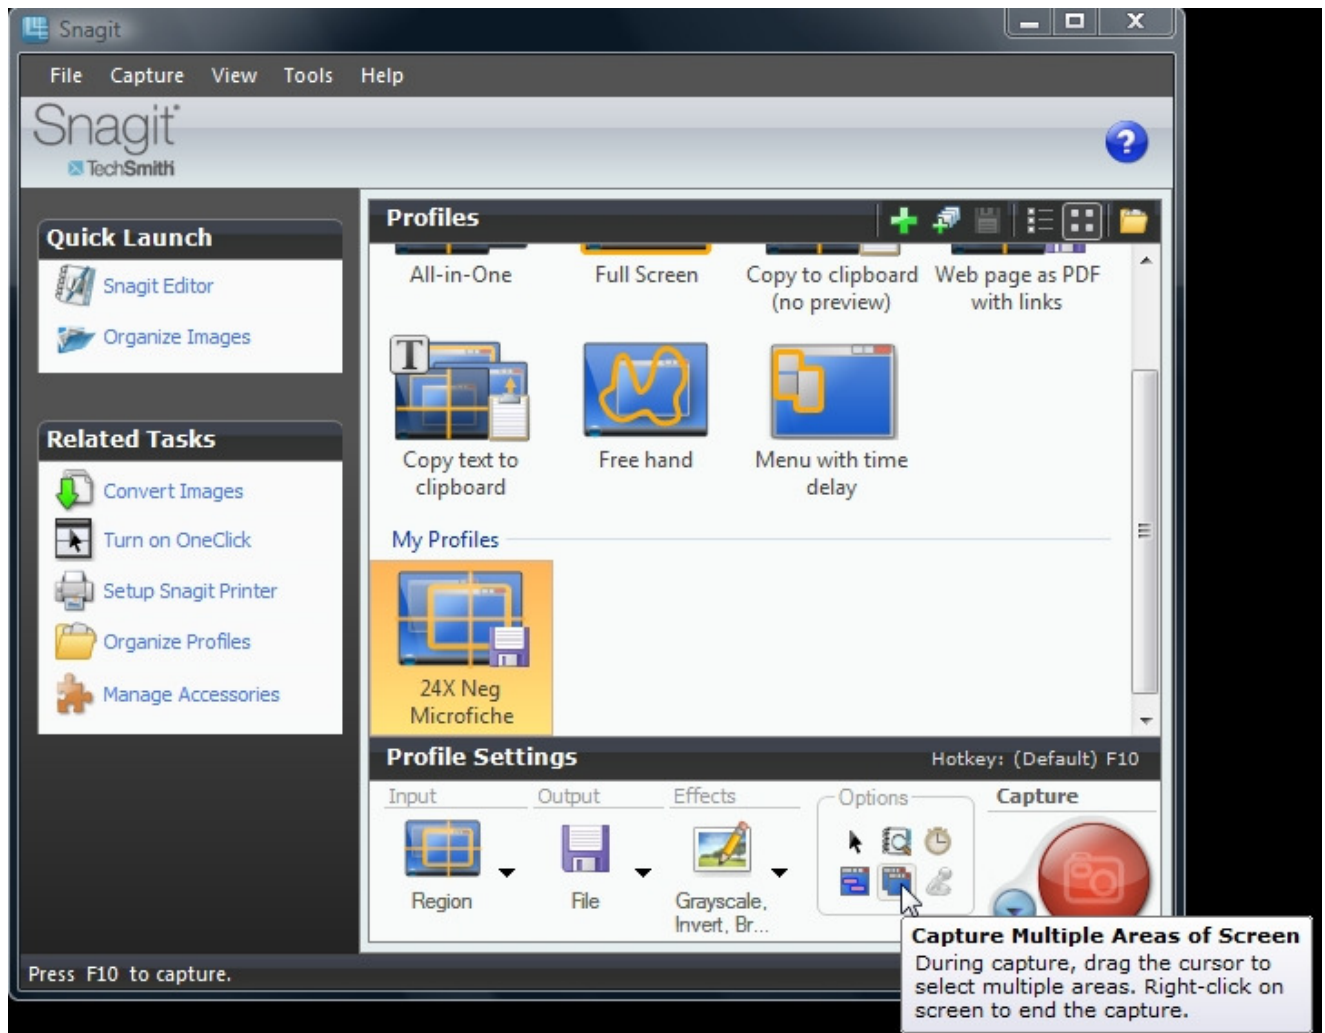 Snagit
File Capture View Tools Help
Snagit
TechSmith
?
Quick Launch
Snagit Editor
Organize Images
Related Tasks
Convert Images
Turn on OneClick
Setup Snagit Printer
Organize Profiles
Manage Accessories
Profiles
All-in-One
Full Screen
Copy to clipboard
(no preview)
Web page as PDF
with links
T
Copy text to
clipboard
Free hand
Menu with time
delay
My Profiles
24X Neg
Microfiche
Profile Settings
Hotkey: (Default) F10
Input
Output
Effects
Options
Capture
Region
File
Grayscale,
Invert, Br...
Capture Multiple Areas of Screen
During capture, drag the cursor to
select multiple areas. Right-click on
screen to end the capture.
Press F10 to capture.